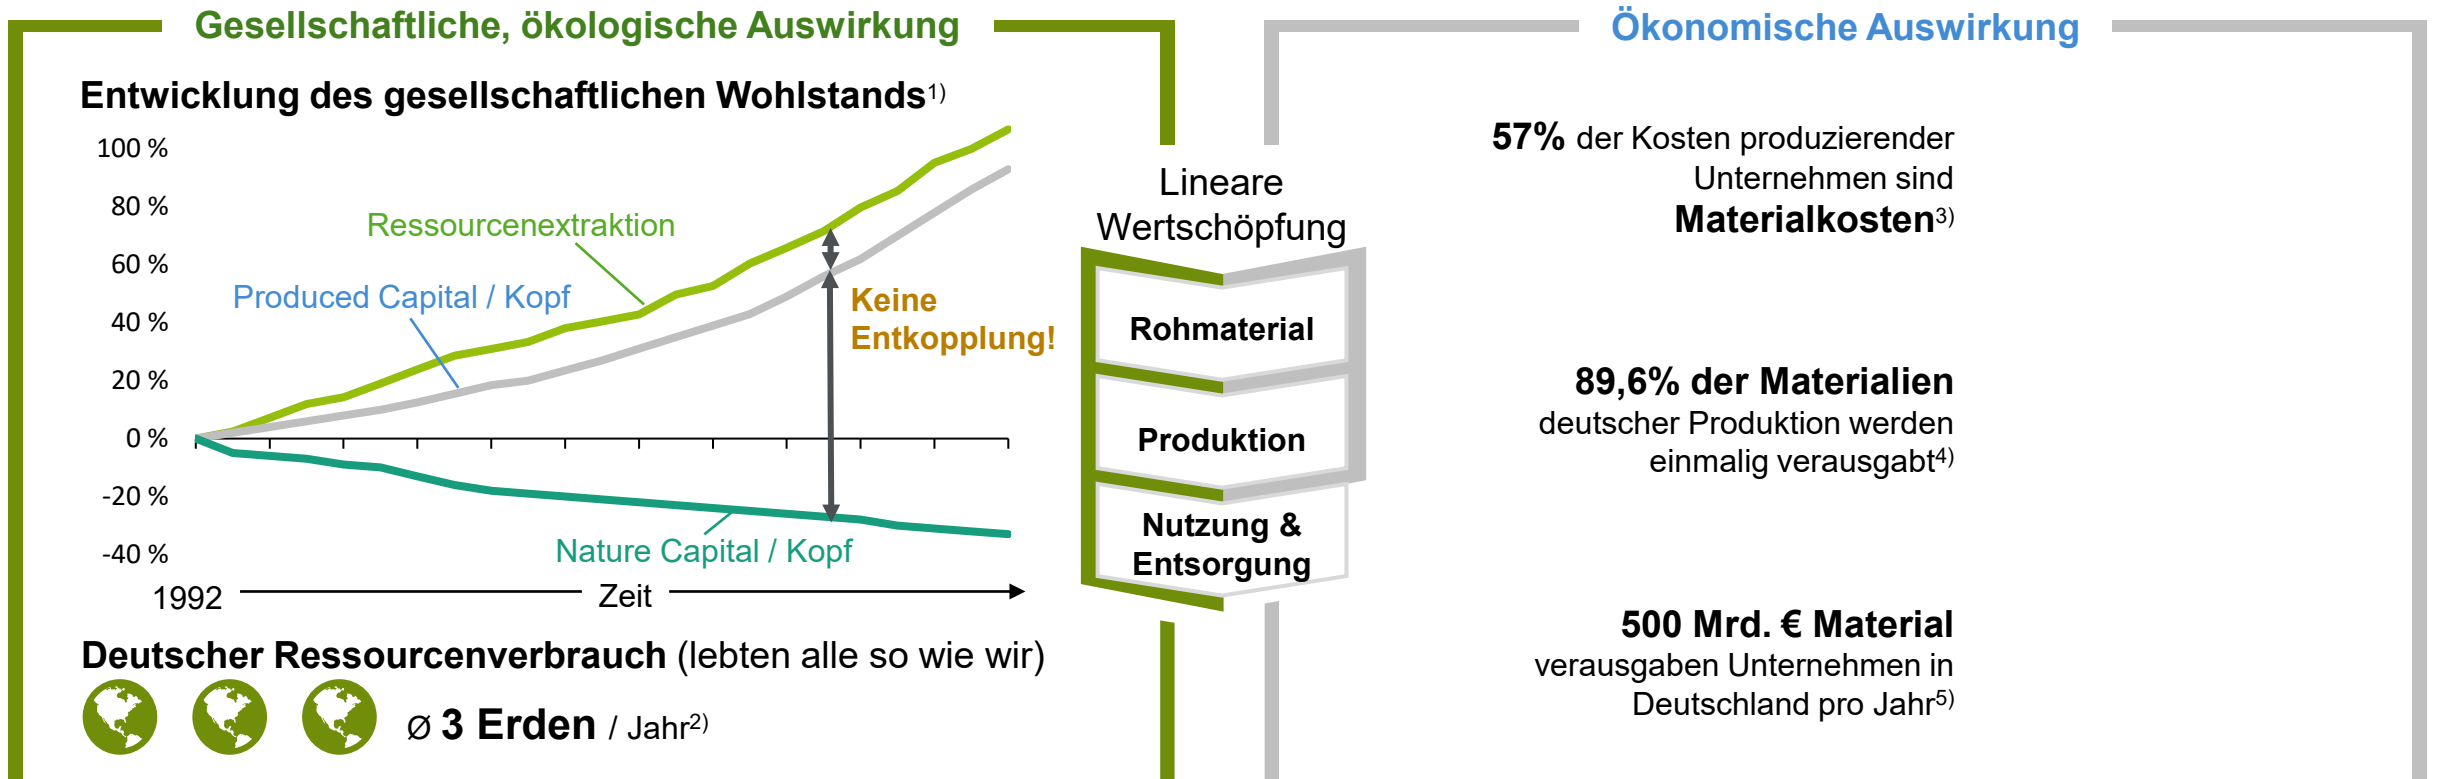 Gesellschaftliche, ökologische Auswirkung
Entwicklung des gesellschaftlichen Wohlstands1)
100 %
80 %
60 %
40 %
20 %
0 %
-20 %
-40 %
Ressourcenextraktion
Produced Capital / Kopf
Keine
Entkopplung!
Nature Capital / Kopf
1992
Zeit
Deutscher Ressourcenverbrauch (lebten alle so wie wir)
Ø 3 Erden / Jahr2)
Lineare
Wertschöpfung
Rohmaterial
Produktion
Nutzung &
Entsorgung
Ökonomische Auswirkung
57% der Kosten produzierender
Unternehmen sind
Materialkosten3)
89,6% der Materialien
deutscher Produktion werden
einmalig verausgabt4)
500 Mrd. € Material
verausgaben Unternehmen in
Deutschland pro Jahr5)